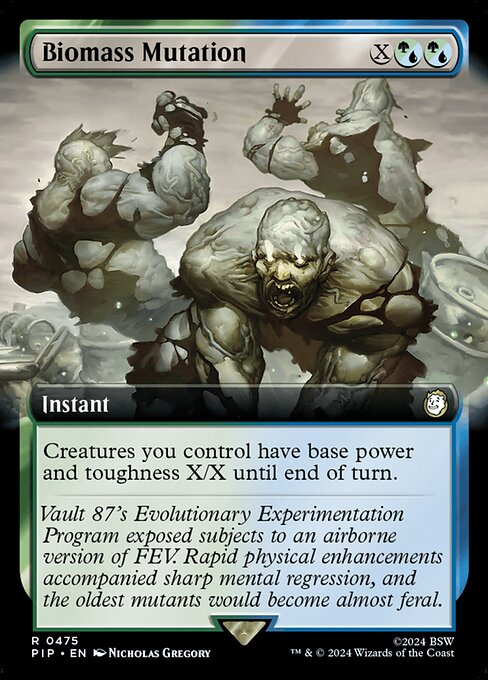 Biomass Mutation X
Instant
Creatures you control have base power
and toughness X/X until end of turn.
Vault 87's Evolutionary Experimentation
Program exposed subjects to an airborne
version of FEV. Rapid physical enhancements
accompanied sharp mental regression, and
the oldest mutants would become almost feral.
R 0475
PIP • EN Nicholas Gregory
©2024 BSW
™ & © 2024 Wizards of the Coast